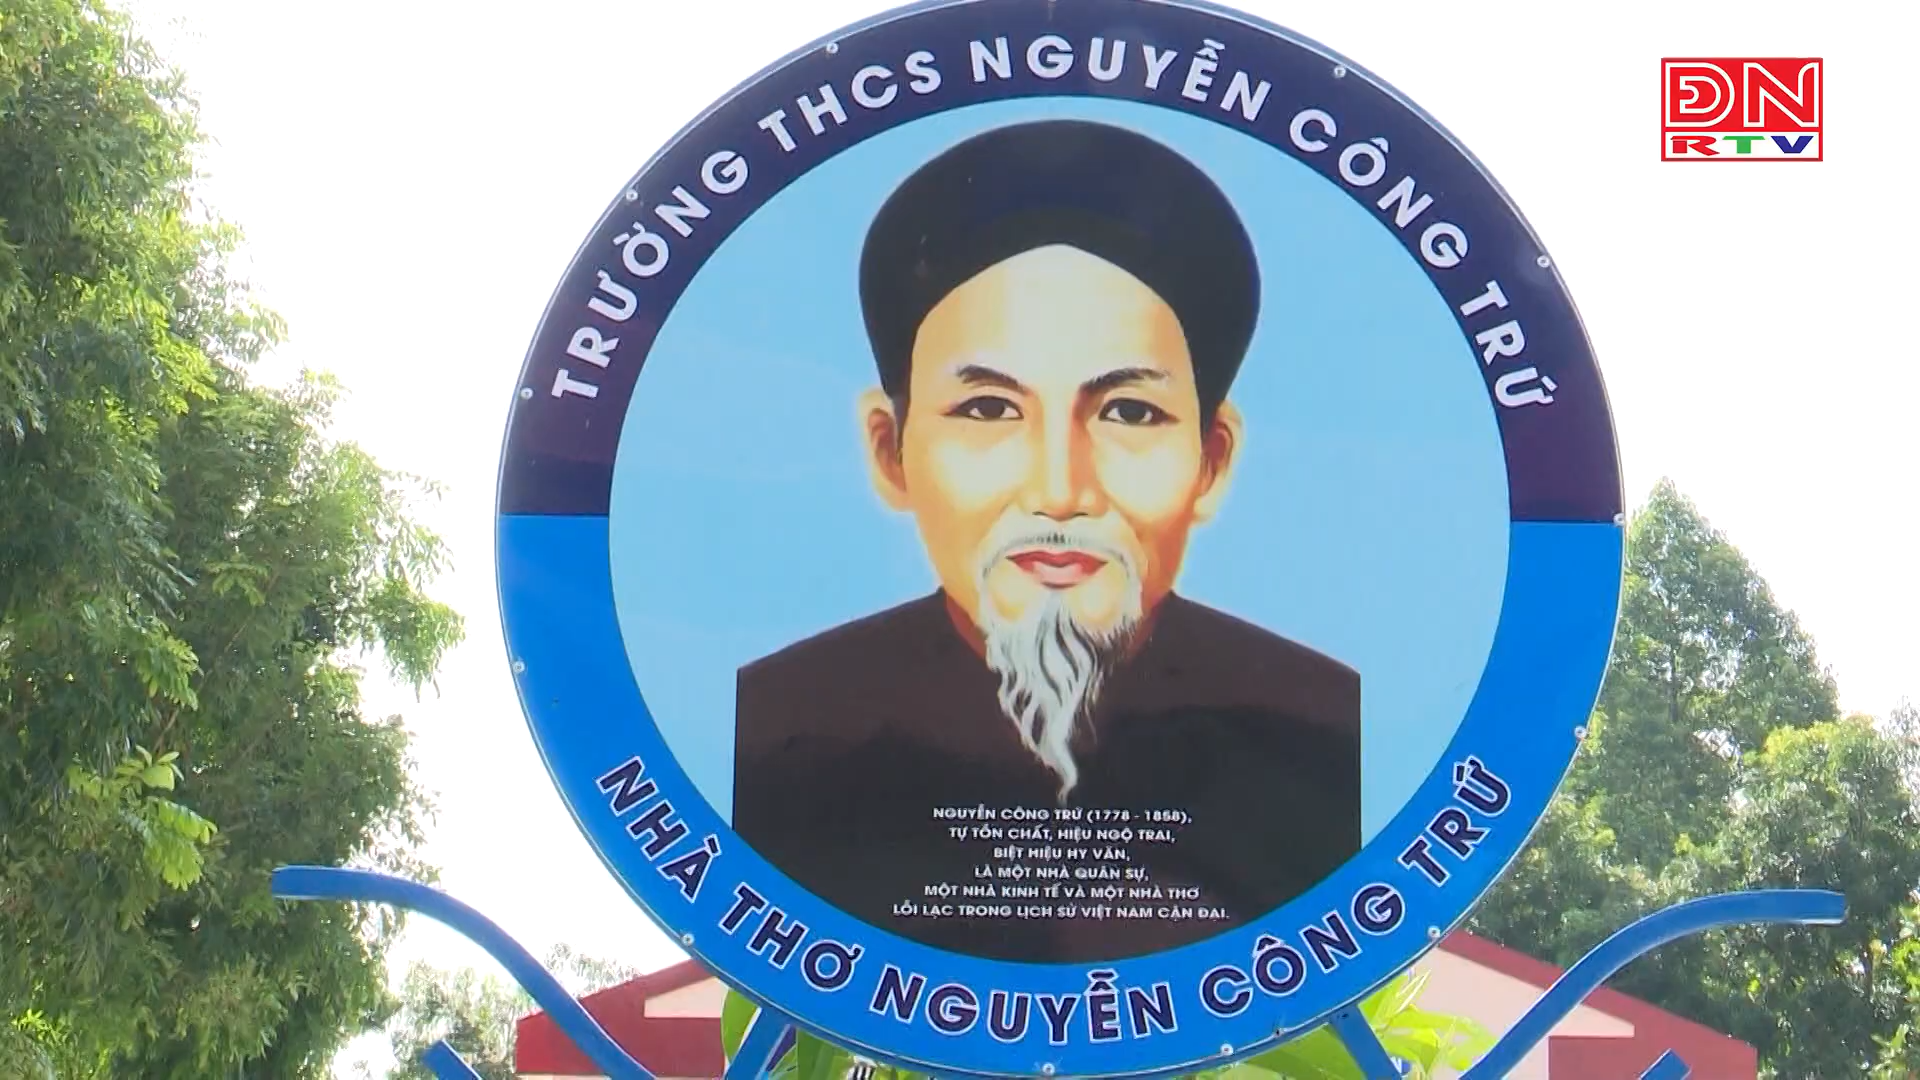 TRƯỜNG THCS NGUYỄN CÔNG TRỨ
ĐN
RTV
NGUYỄN CÔNG TRỨ (1778 - 1858),
TỰ TỒN CHẤT, HIỆU NGỘ TRAI,
BIỆT HIỆU HY VĂN,
LÀ MỘT NHÀ QUÂN SỰ,
MỘT NHÀ KINH TẾ VÀ MỘT NHÀ THƠ
LỖI LẠC TRONG LỊCH SỬ VIỆT NAM CẬN ĐẠI.
NHÀ THƠ NGUYỄN CÔNG TRỨ